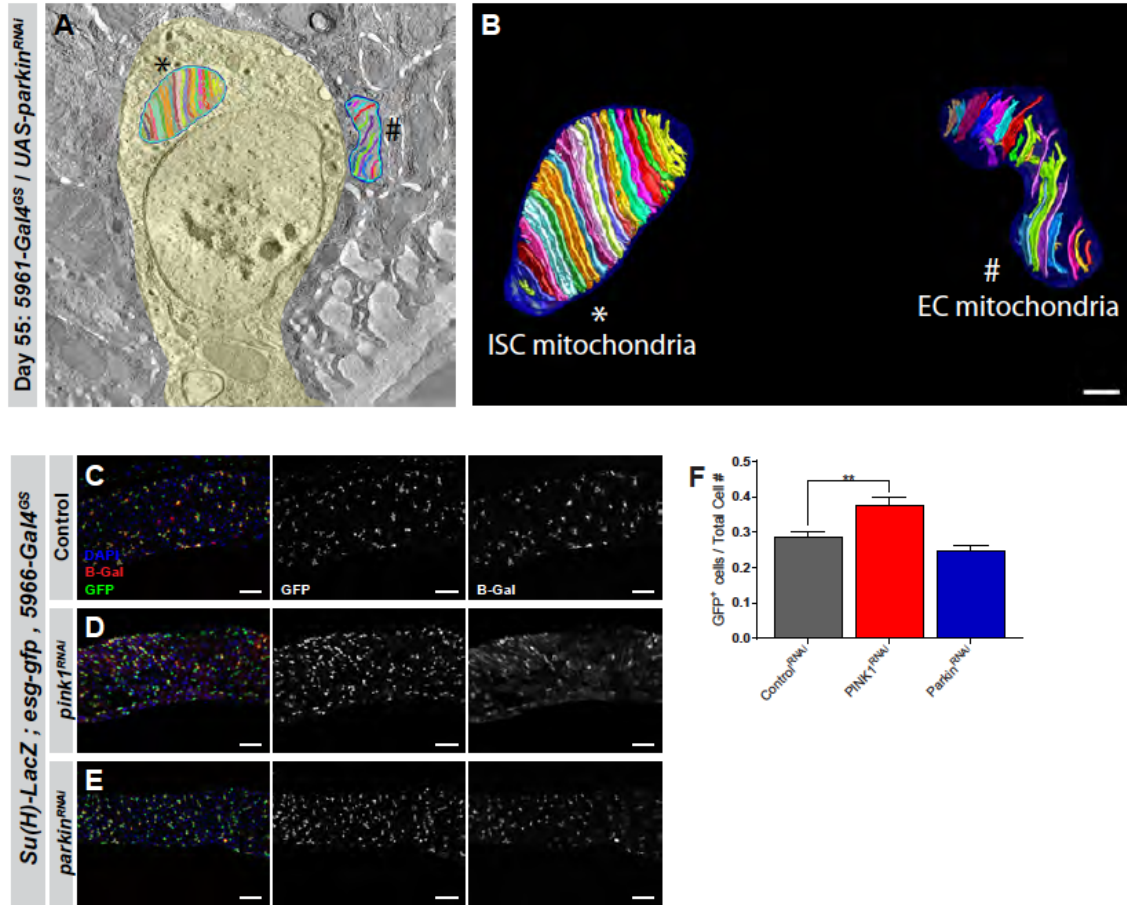 Day 55: 5961-Gal4ᴳˢ / UAS-parkinᴿᴺᴬⁱ
A
*
#
B
*
ISC mitochondria
#
EC mitochondria
Su(H)-LacZ ; esg-gfp , 5966-Gal4ᴳˢ
Control
C
DAPI
B-Gal
GFP
GFP
B-Gal
pink1ᴿᴺᴬⁱ
D
parkinᴿᴺᴬⁱ
E
F
GFP⁺ cells / Total Cell #
0.5
0.4
0.3
0.2
0.1
0.0
**
Controlᴿᴺᴬⁱ
PINK1ᴿᴺᴬⁱ
Parkinᴿᴺᴬⁱ